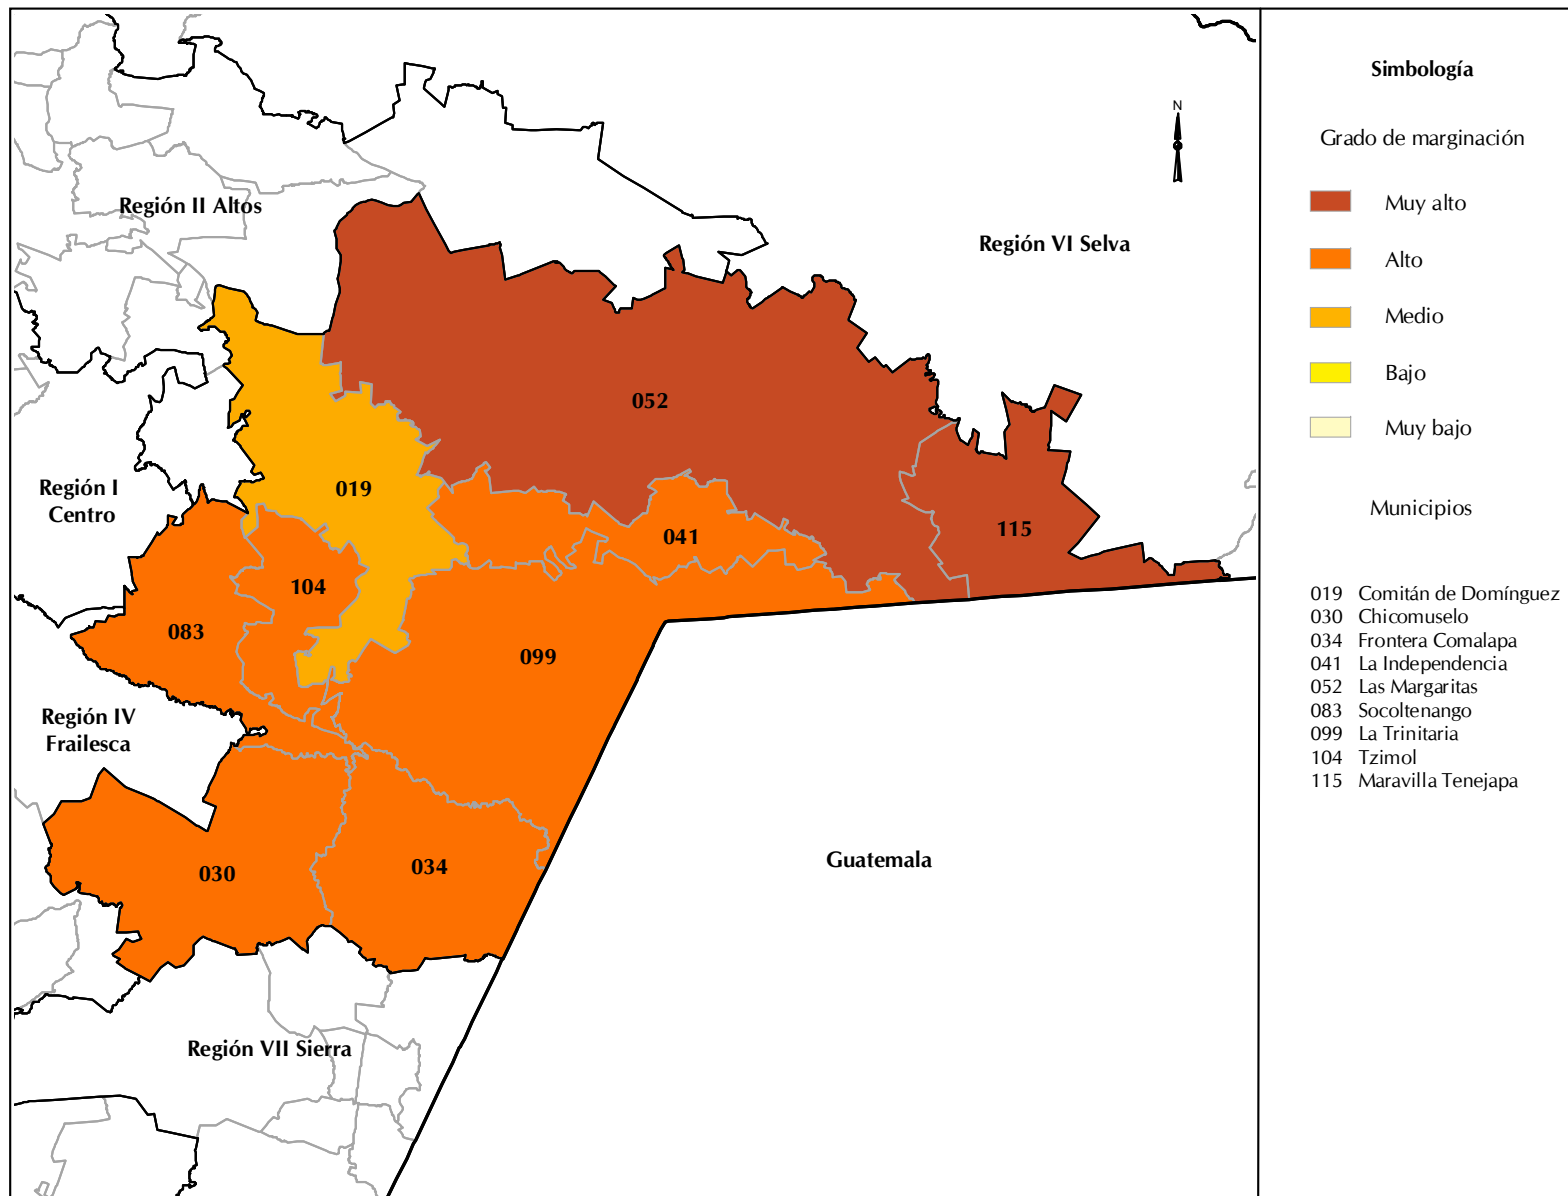 N
Región II Altos
Región VI Selva
052
019
Región I
Centro
115
041
104
083
099
Región IV
Frailesca
030
034
Guatemala
Región VII Sierra
Simbología
Grado de marginación
Muy alto
Alto
Medio
Bajo
Muy bajo
Municipios
019 Comitán de Domínguez
030 Chicomuselo
034 Frontera Comalapa
041 La Independencia
052 Las Margaritas
083 Socoltenango
099 La Trinitaria
104 Tzimol
115 Maravilla Tenejapa